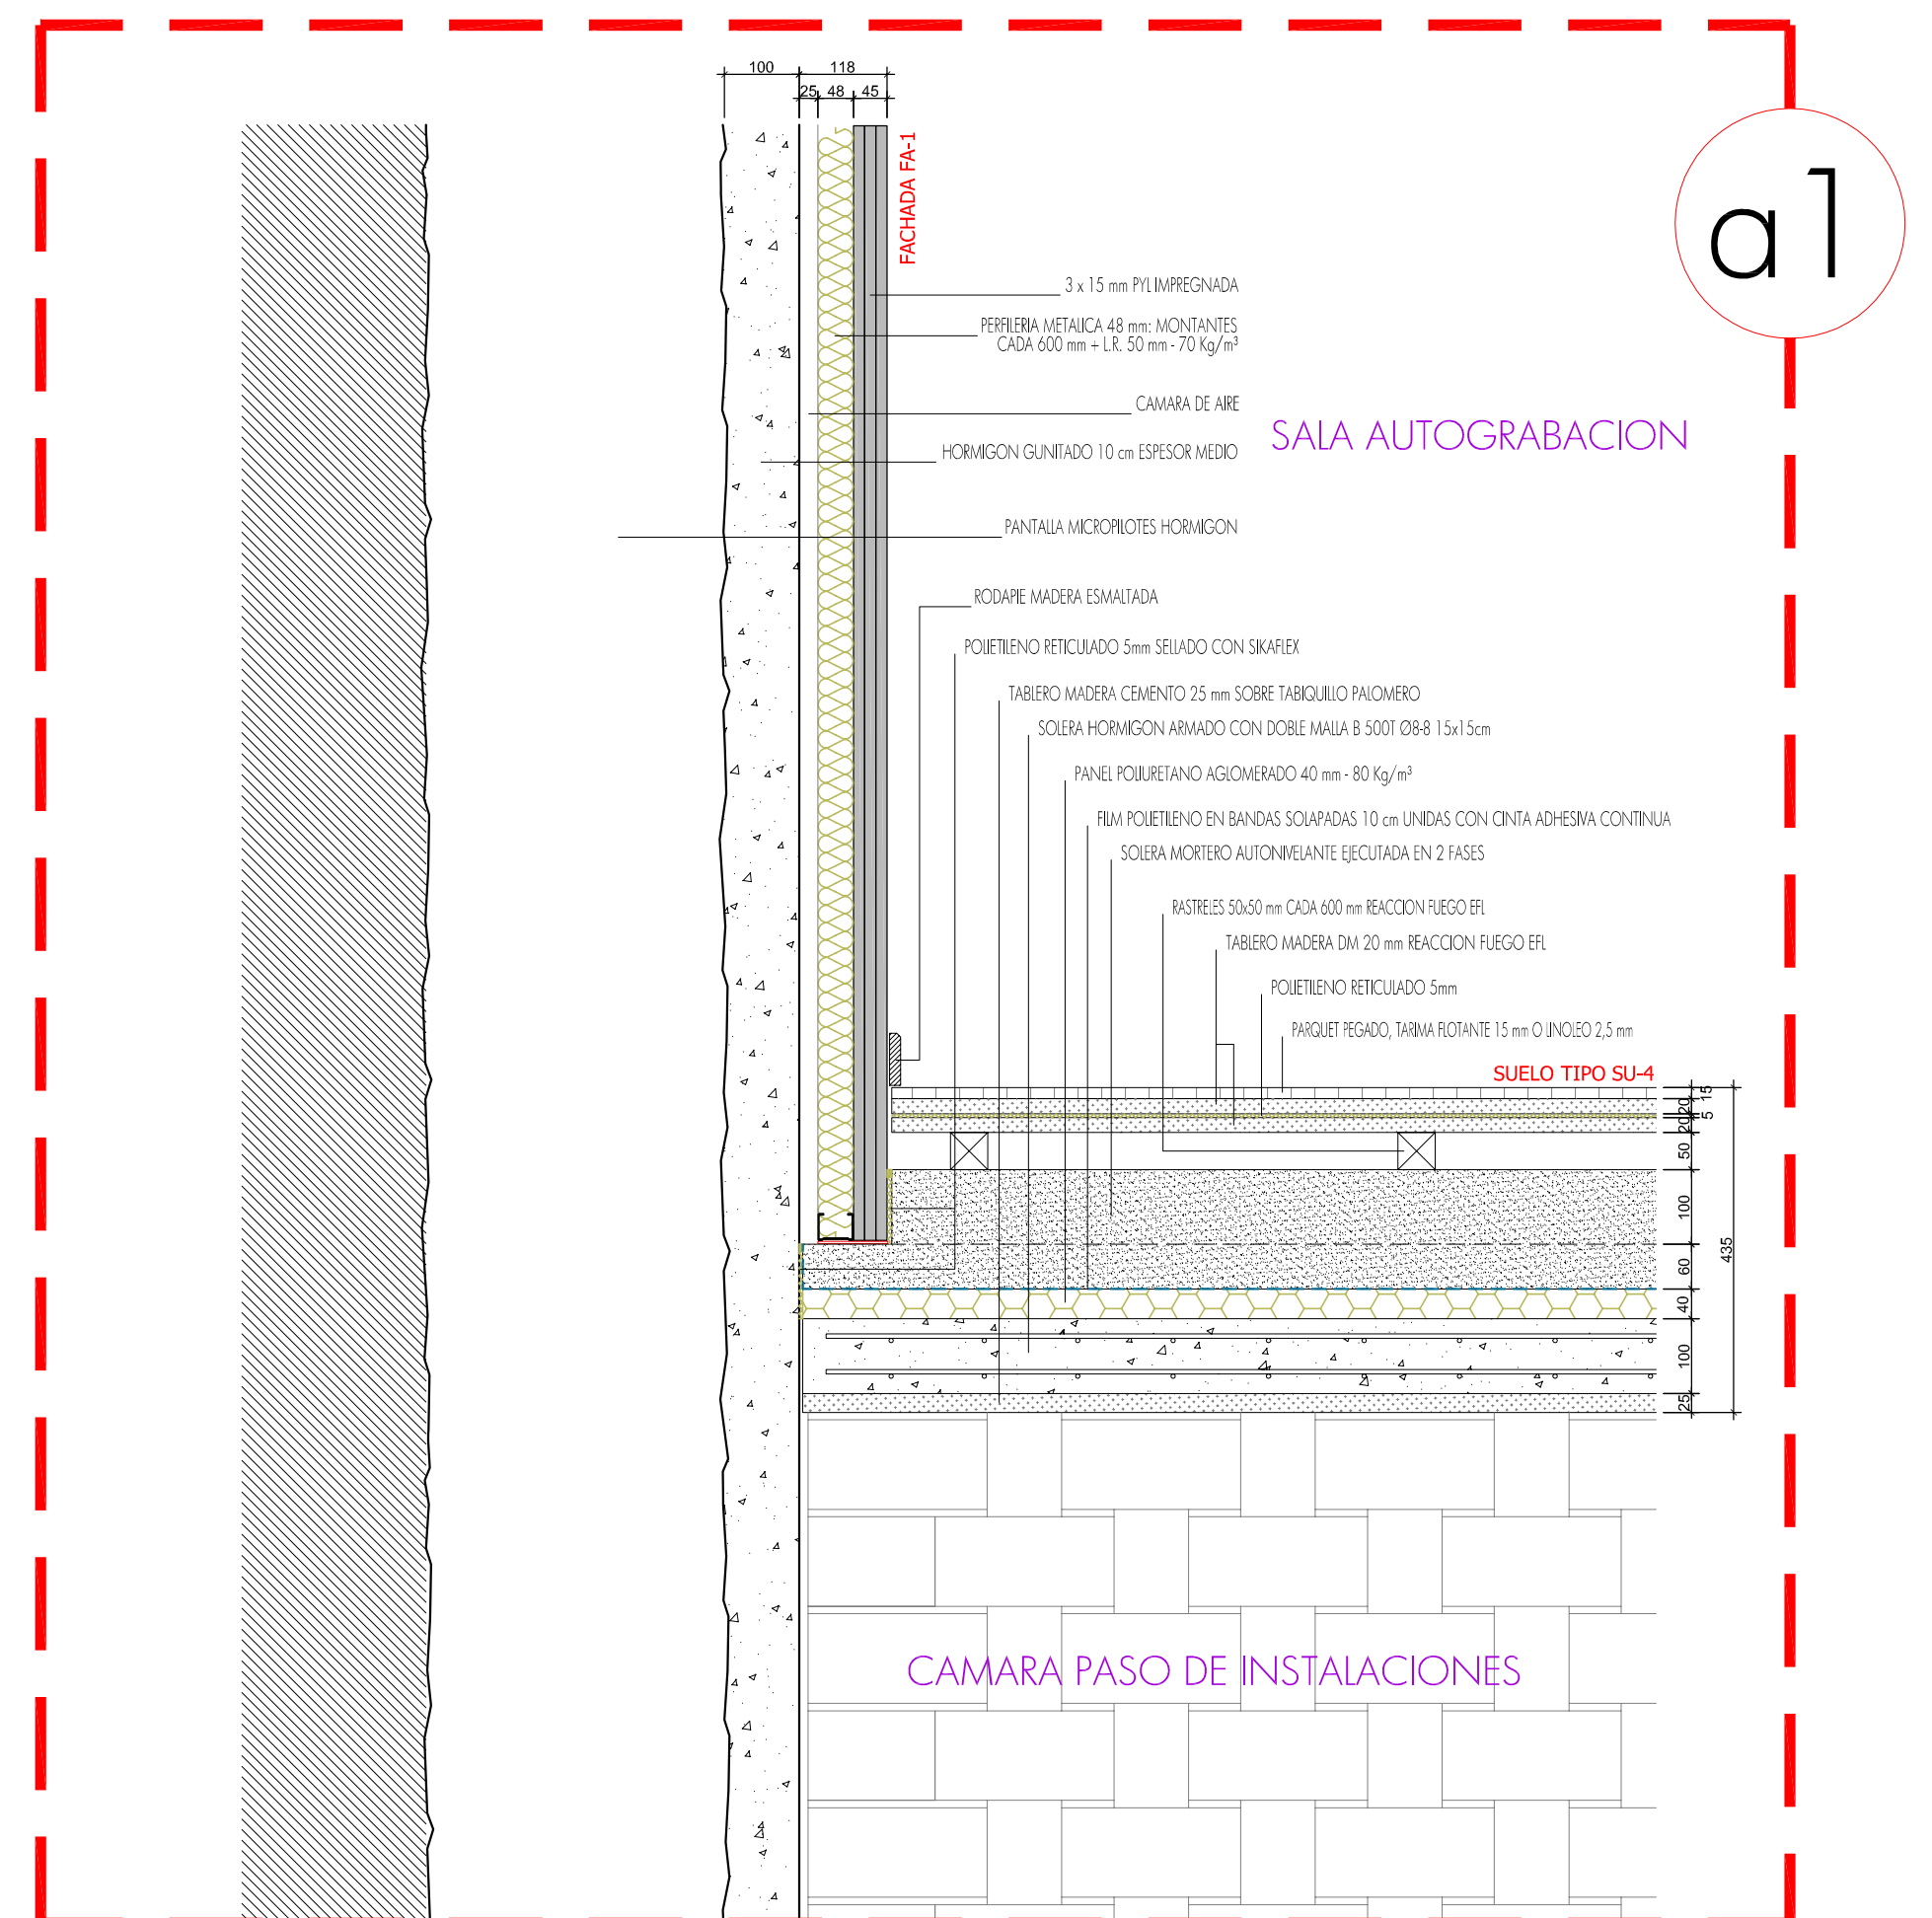 100
118
25
48
45
a1
FACHADA FA-1
3 x 15 mm PYL IMPREGNADA
PERFILERIA METALICA 48 mm: MONTANTES
CADA 600 mm + L.R. 50 mm - 70 Kg/m³
CAMARA DE AIRE
SALA AUTOGRABACION
HORMIGON GUNITADO 10 cm ESPESOR MEDIO
PANTALLA MICROPILOTES HORMIGON
RODAPIE MADERA ESMALTADA
POLIETILENO RETICULADO 5mm SELLADO CON SIKAFLEX
TABLERO MADERA CEMENTO 25 mm SOBRE TABIQUILLO PALOMERO
SOLERA HORMIGON ARMADO CON DOBLE MALLA B 500T Ø8-8 15x15cm
PANEL POLIURETANO AGLOMERADO 40 mm - 80 Kg/m³
FILM POLIETILENO EN BANDAS SOLAPADAS 10 cm UNIDAS CON CINTA ADHESIVA CONTINUA
SOLERA MORTERO AUTONIVELANTE EJECUTADA EN 2 FASES
RASTRELES 50x50 mm CADA 600 mm REACCION FUEGO EFL
TABLERO MADERA DM 20 mm REACCION FUEGO EFL
POLIETILENO RETICULADO 5mm
PARQUET PEGADO, TARIMA FLOTANTE 15 mm O LINOLEO 2,5 mm
SUELO TIPO SU-4
15
20
5
20
50
100
60
40
100
25
435
CAMARA PASO DE INSTALACIONES